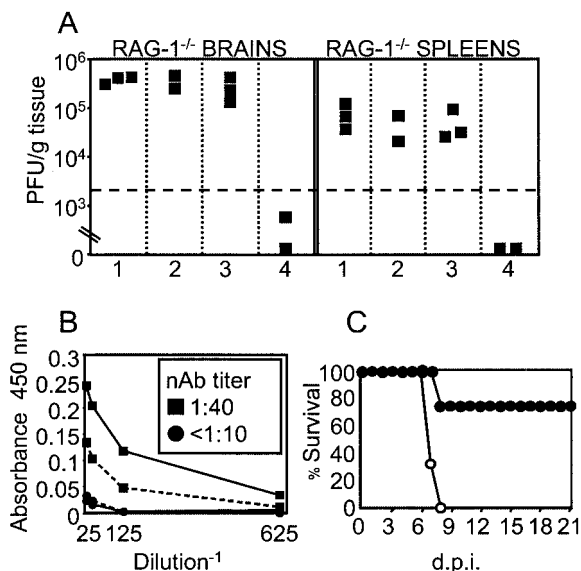 A
RAG-1-/- BRAINS
RAG-1-/- SPLEENS
PFU/g tissue
10⁶
10⁵
10⁴
10³
0
1 2 3 4 1 2 3 4
B
Absorbance 450 nm
0.3
0.25
0.2
0.15
0.1
0.05
0
nAb titer
1:40
<1:10
25 125 625
Dilution⁻¹
C
% Survival
100
80
60
40
20
0
0 3 6 9 12 15 18 21
d.p.i.